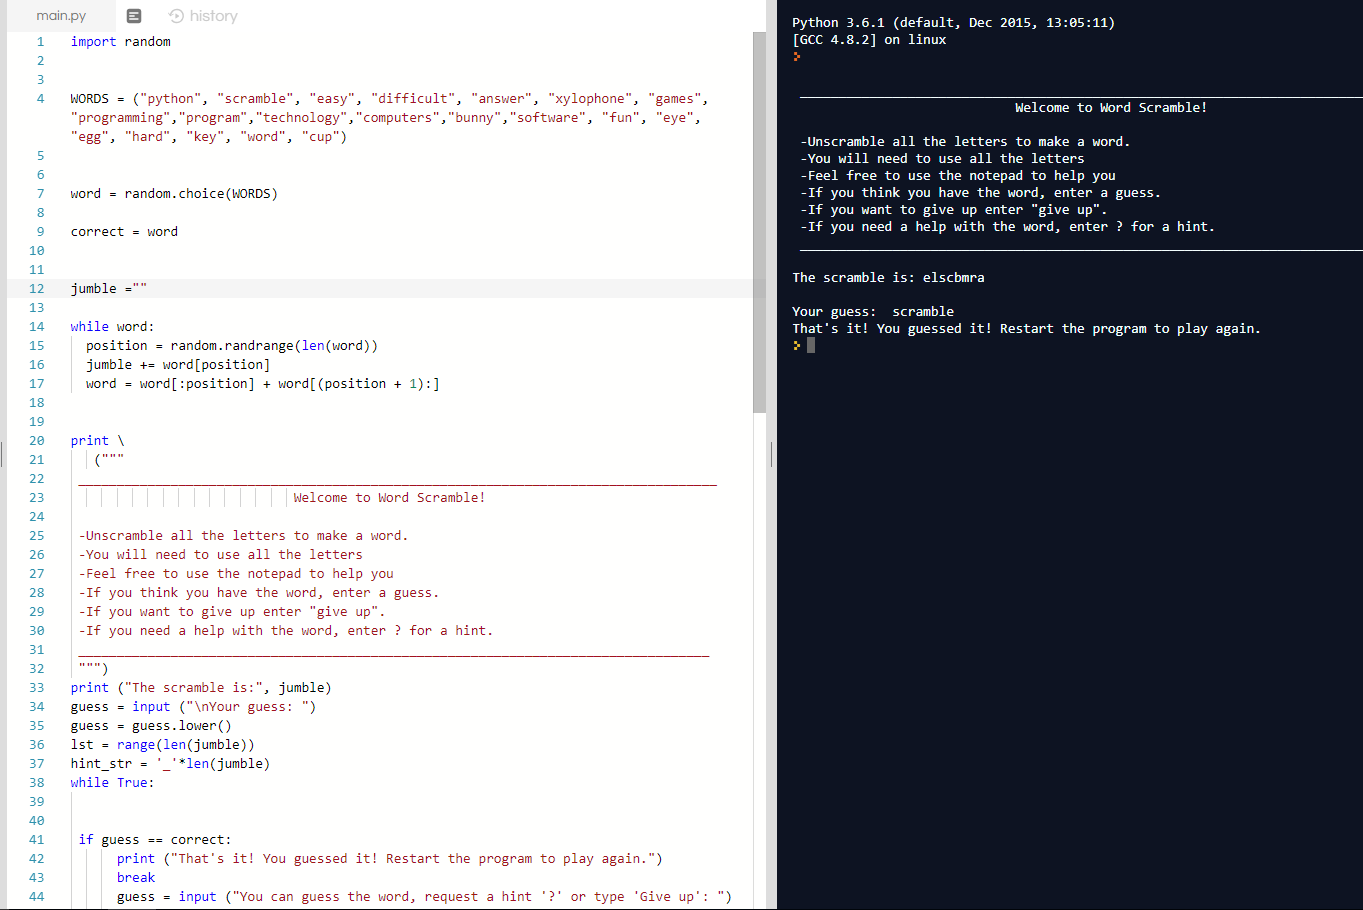 main.py history
1 import random
2
3
4 WORDS = ("python", "scramble", "easy", "difficult", "answer", "xylophone", "games",
"programming","program","technology","computers","bunny","software", "fun", "eye",
"egg", "hard", "key", "word", "cup")
5
6
7 word = random.choice(WORDS)
8
9 correct = word
10
11
12 jumble =""
13
14 while word:
15 position = random.randrange(len(word))
16 jumble += word[position]
17 word = word[:position] + word[(position + 1):]
18
19
20 print \
21 ("""
22 ___________________________________________________________________________________
23 Welcome to Word Scramble!
24
25 -Unscramble all the letters to make a word.
26 -You will need to use all the letters
27 -Feel free to use the notepad to help you
28 -If you think you have the word, enter a guess.
29 -If you want to give up enter "give up".
30 -If you need a help with the word, enter ? for a hint.
31 __________________________________________________________________________________
32 """)
33 print ("The scramble is:", jumble)
34 guess = input ("\nYour guess: ")
35 guess = guess.lower()
36 lst = range(len(jumble))
37 hint_str = '_'*len(jumble)
38 while True:
39
40
41 if guess == correct:
42 print ("That's it! You guessed it! Restart the program to play again.")
43 break
44 guess = input ("You can guess the word, request a hint '?' or type 'Give up': ")
Python 3.6.1 (default, Dec 2015, 13:05:11)
[GCC 4.8.2] on linux
Welcome to Word Scramble!
-Unscramble all the letters to make a word.
-You will need to use all the letters
-Feel free to use the notepad to help you
-If you think you have the word, enter a guess.
-If you want to give up enter "give up".
-If you need a help with the word, enter ? for a hint.
The scramble is: elscbmra
Your guess: scramble
That's it! You guessed it! Restart the program to play again.